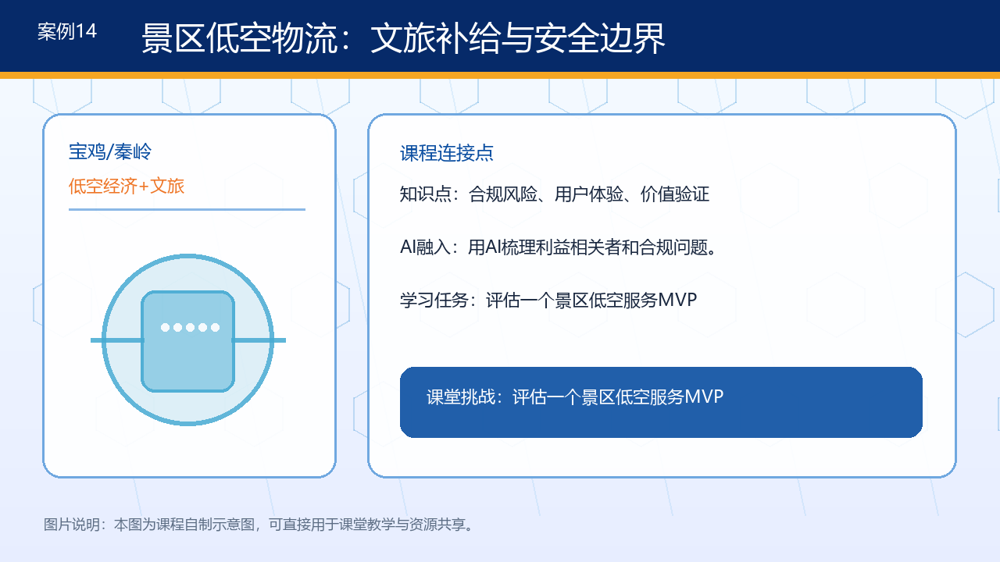 案例14
景区低空物流：文旅补给与安全边界
宝鸡/秦岭
低空经济+文旅
课程连接点
知识点：合规风险、用户体验、价值验证
AI融入：用AI梳理利益相关者和合规问题。
学习任务：评估一个景区低空服务MVP
课堂挑战：评估一个景区低空服务MVP
图片说明：本图为课程自制示意图，可直接用于课堂教学与资源共享。